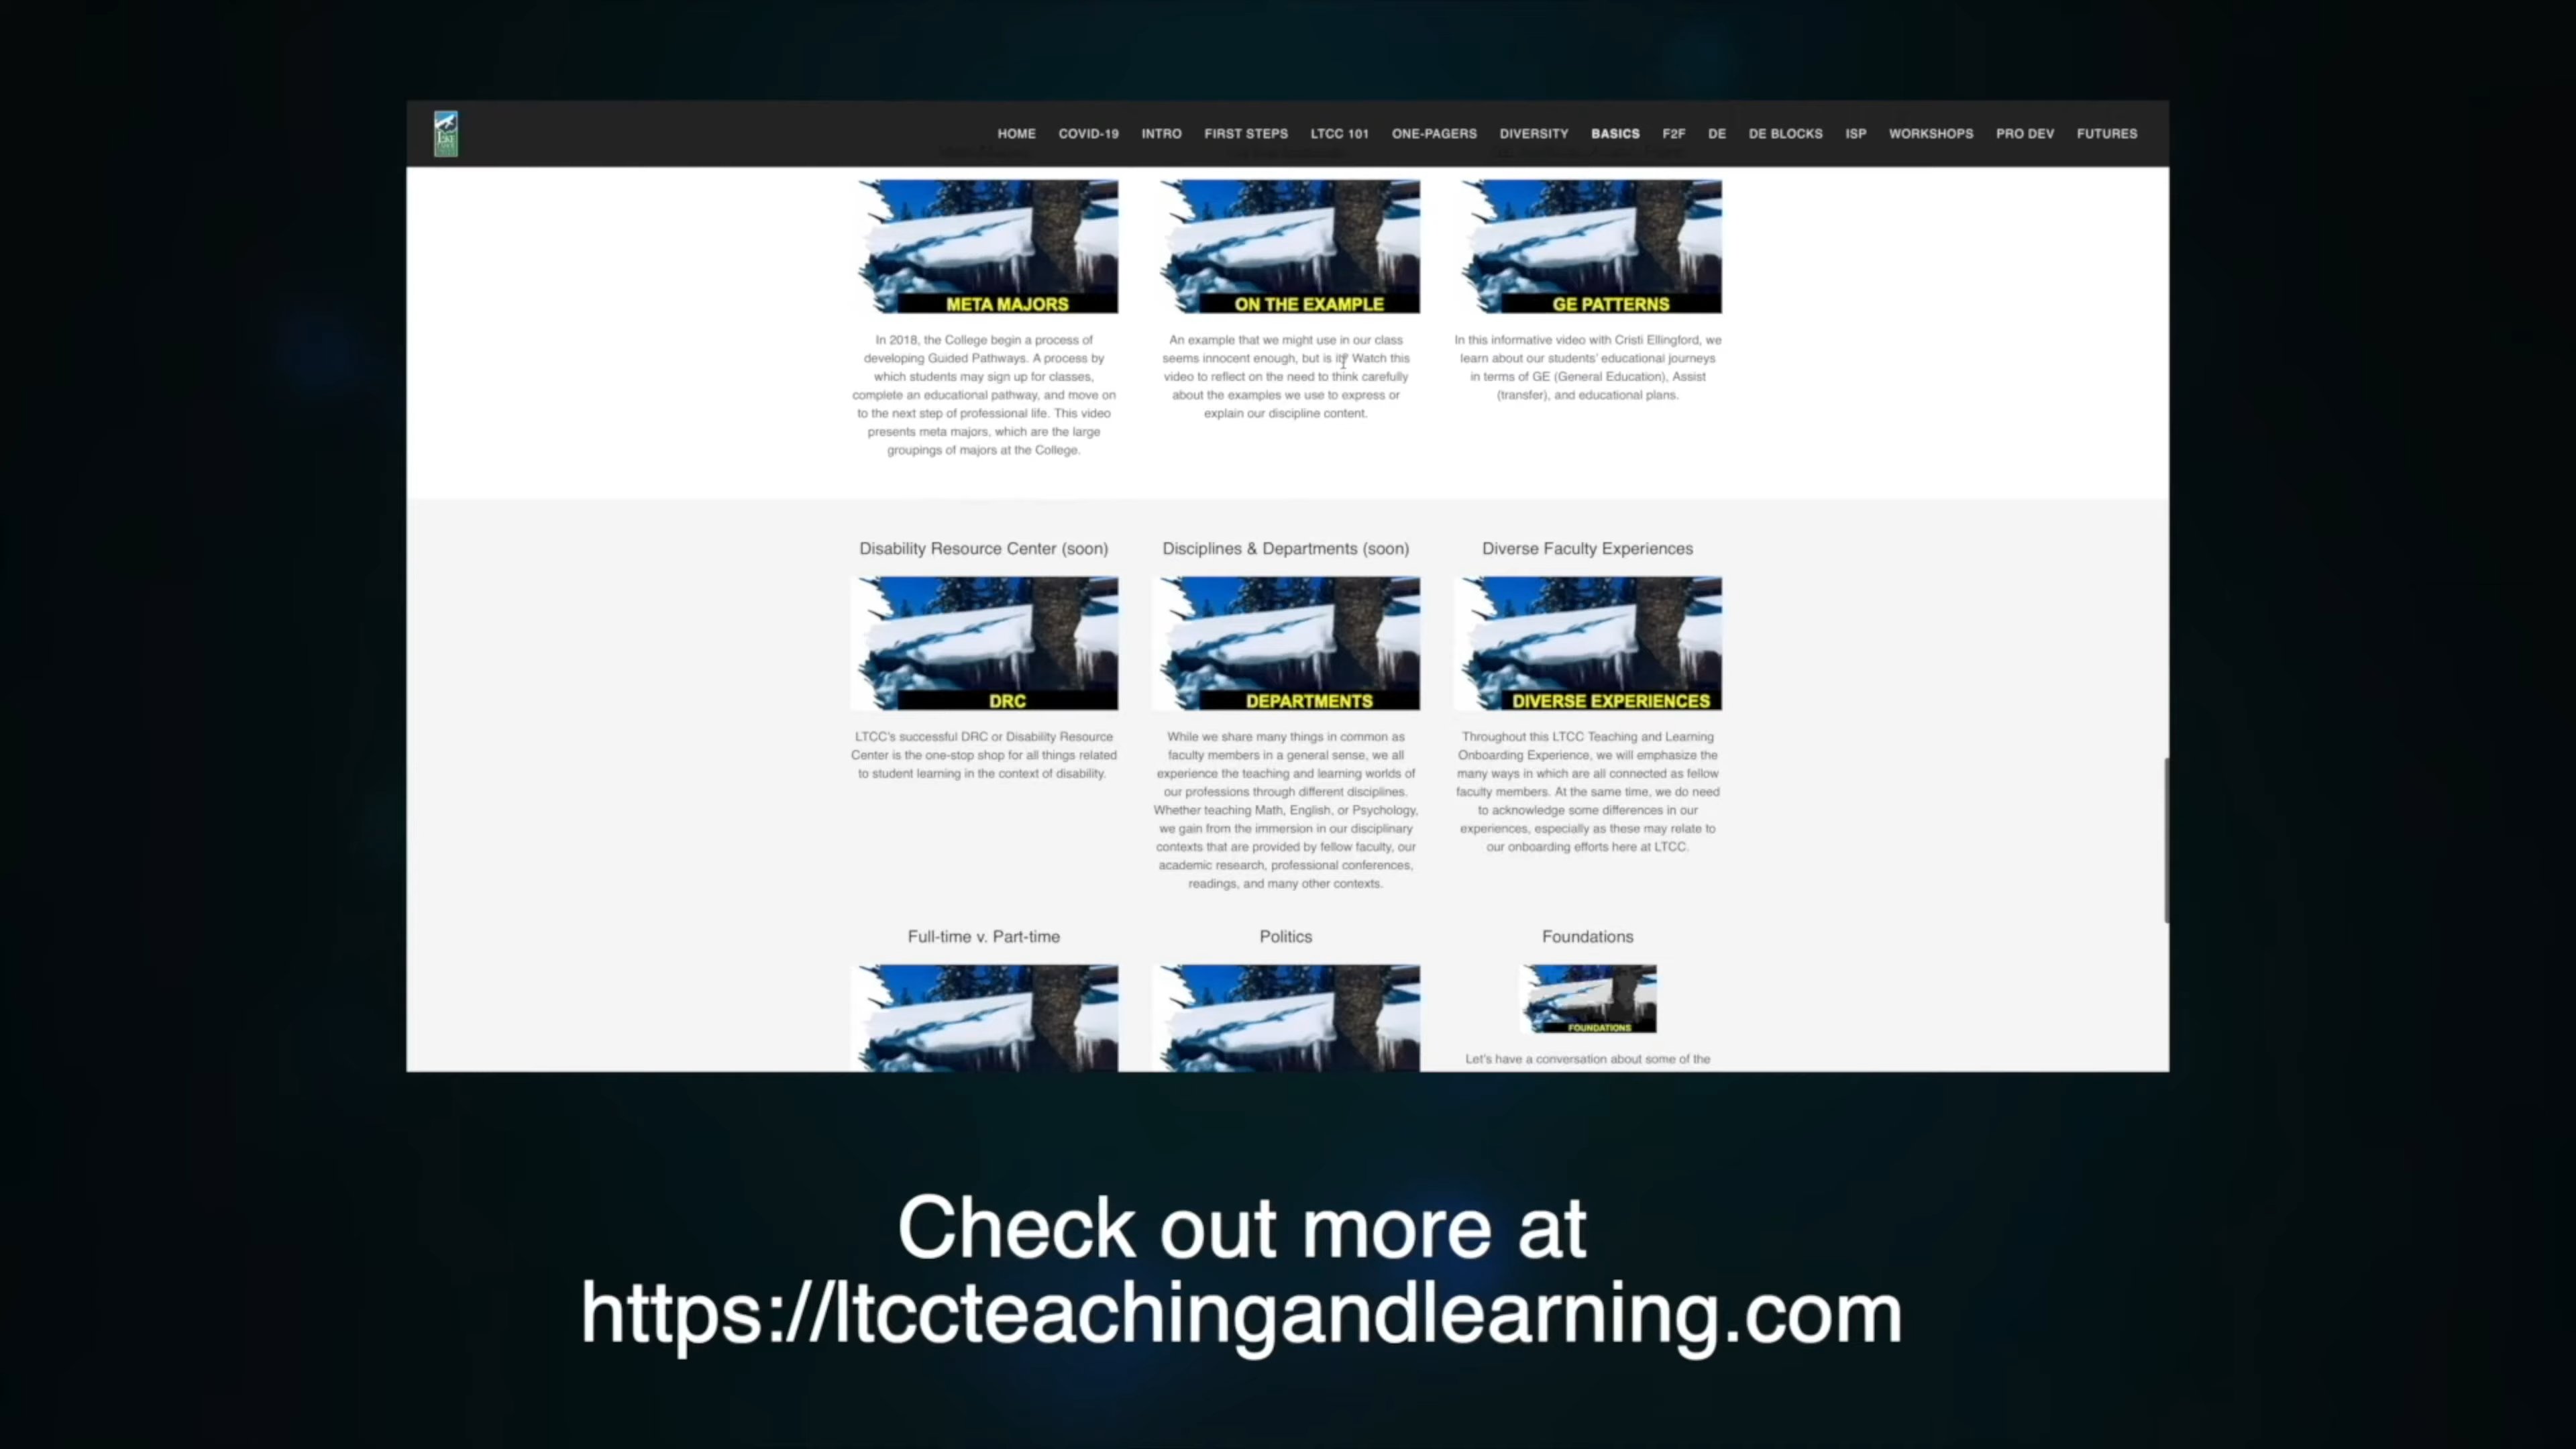 HOME COVID-19 INTRO FIRST STEPS LTCC 101 ONE-PAGERS DIVERSITY BASICS F2F DE DE BLOCKS ISP WORKSHOPS PRO DEV FUTURES
META MAJORS
In 2018, the College begin a process of
developing Guided Pathways. A process by
which students may sign up for classes,
complete an educational pathway, and move on
to the next step of professional life. This video
presents meta majors, which are the large
groupings of majors at the College.
ON THE EXAMPLE
An example that we might use in our class
seems innocent enough, but is it? Watch this
video to reflect on the need to think carefully
about the examples we use to express or
explain our discipline content.
GE PATTERNS
In this informative video with Cristi Ellingford, we
learn about our students' educational journeys
in terms of GE (General Education), Assist
(transfer), and educational plans.
Disability Resource Center (soon)
DRC
LTCC's successful DRC or Disability Resource
Center is the one-stop shop for all things related
to student learning in the context of disability.
Disciplines & Departments (soon)
DEPARTMENTS
While we share many things in common as
faculty members in a general sense, we all
experience the teaching and learning worlds of
our professions through different disciplines.
Whether teaching Math, English, or Psychology,
we gain from the immersion in our disciplinary
contexts that are provided by fellow faculty, our
academic research, professional conferences,
readings, and many other contexts.
Diverse Faculty Experiences
DIVERSE EXPERIENCES
Throughout this LTCC Teaching and Learning
Onboarding Experience, we will emphasize the
many ways in which are all connected as fellow
faculty members. At the same time, we do need
to acknowledge some differences in our
experiences, especially as these may relate to
our onboarding efforts here at LTCC.
Full-time v. Part-time
Politics
Foundations
FOUNDATIONS
Let's have a conversation about some of the
Check out more at
https://ltccteachingandlearning.com